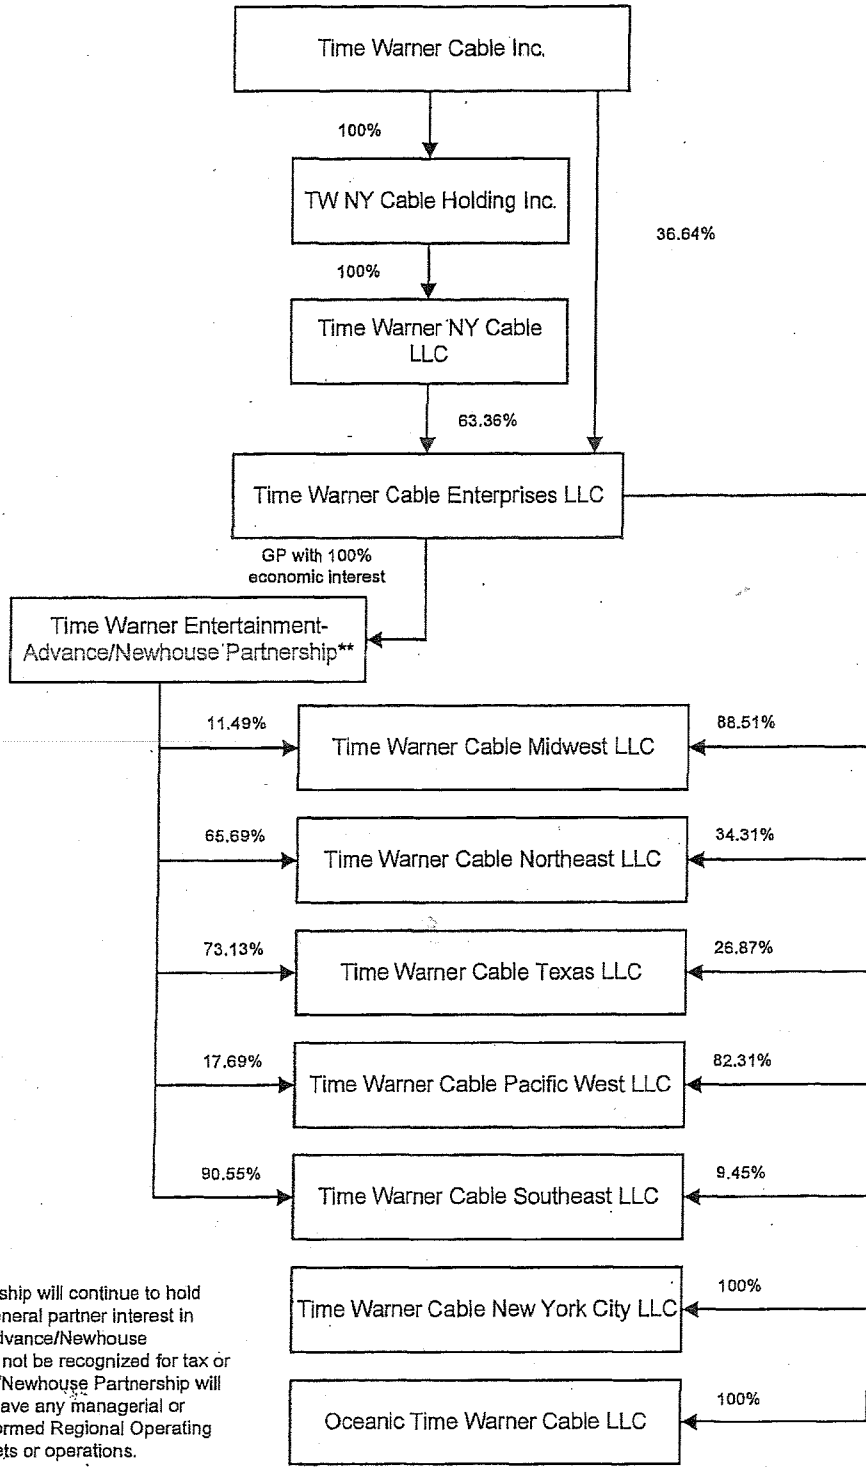 Time Warner Cable Inc.
100%
TW NY Cable Holding Inc.
36.64%
100%
Time Warner NY Cable
LLC
63.36%
Time Warner Cable Enterprises LLC
GP with 100%
economic interest
Time Warner Entertainment-
Advance/Newhouse Partnership**
11.49%
Time Warner Cable Midwest LLC
88.51%
65.69%
Time Warner Cable Northeast LLC
34.31%
73.13%
Time Warner Cable Texas LLC
26.87%
17.69%
Time Warner Cable Pacific West LLC
82.31%
90.55%
Time Warner Cable Southeast LLC
9.45%
100%
Time Warner Cable New York City LLC
100%
Oceanic Time Warner Cable LLC
ship will continue to hold
eneral partner interest in
dvance/Newhouse
not be recognized for tax or
/Newhouse Partnership will
ave any managerial or
ormed Regional Operating
ets or operations.